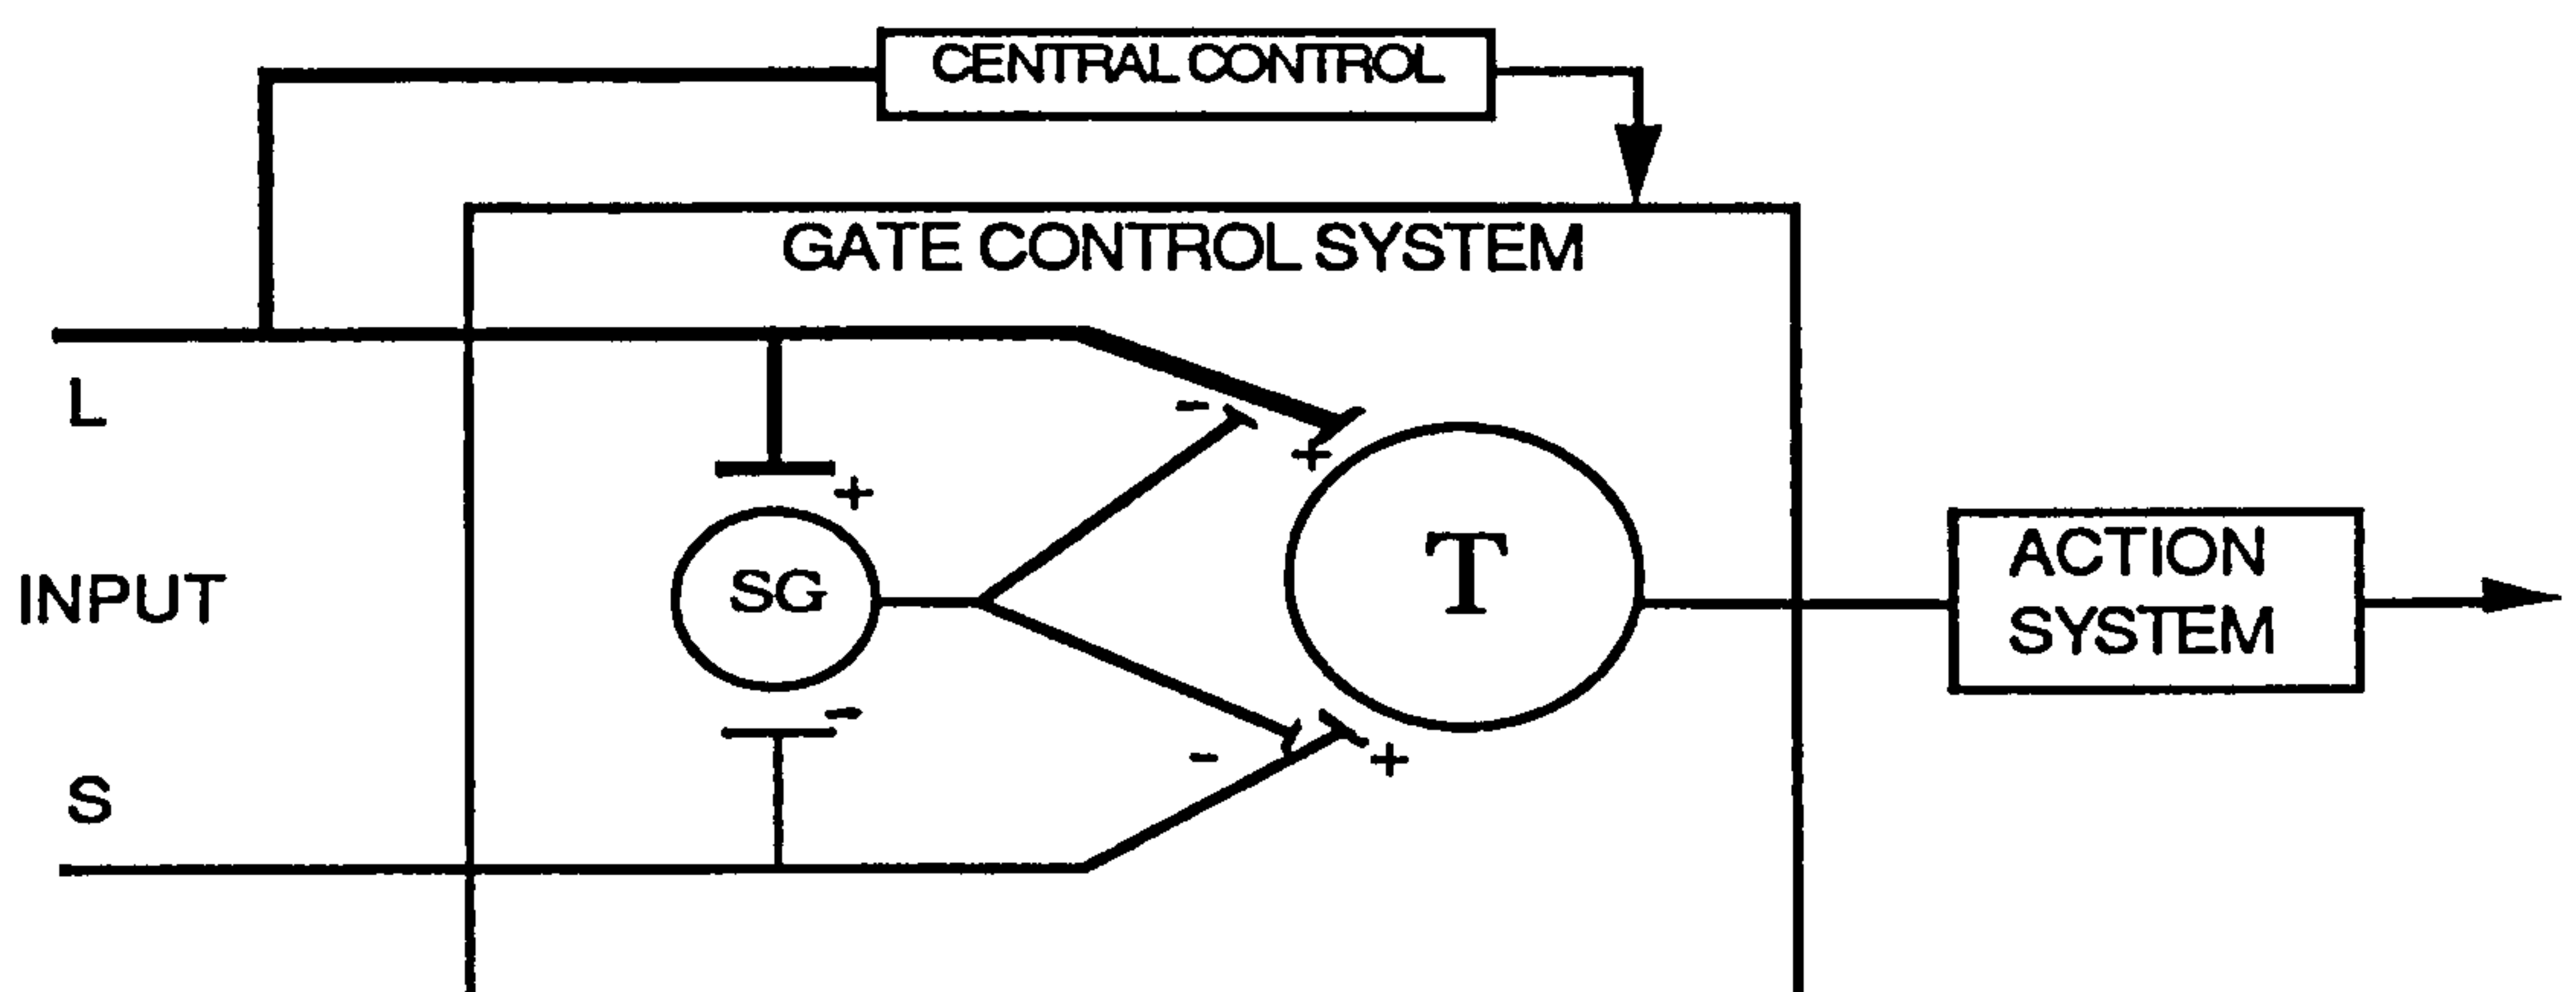 CENTRAL CONTROL
GATE CONTROL SYSTEM
L
-
+
+
SG
T
ACTION
SYSTEM
INPUT
-
-
+
S